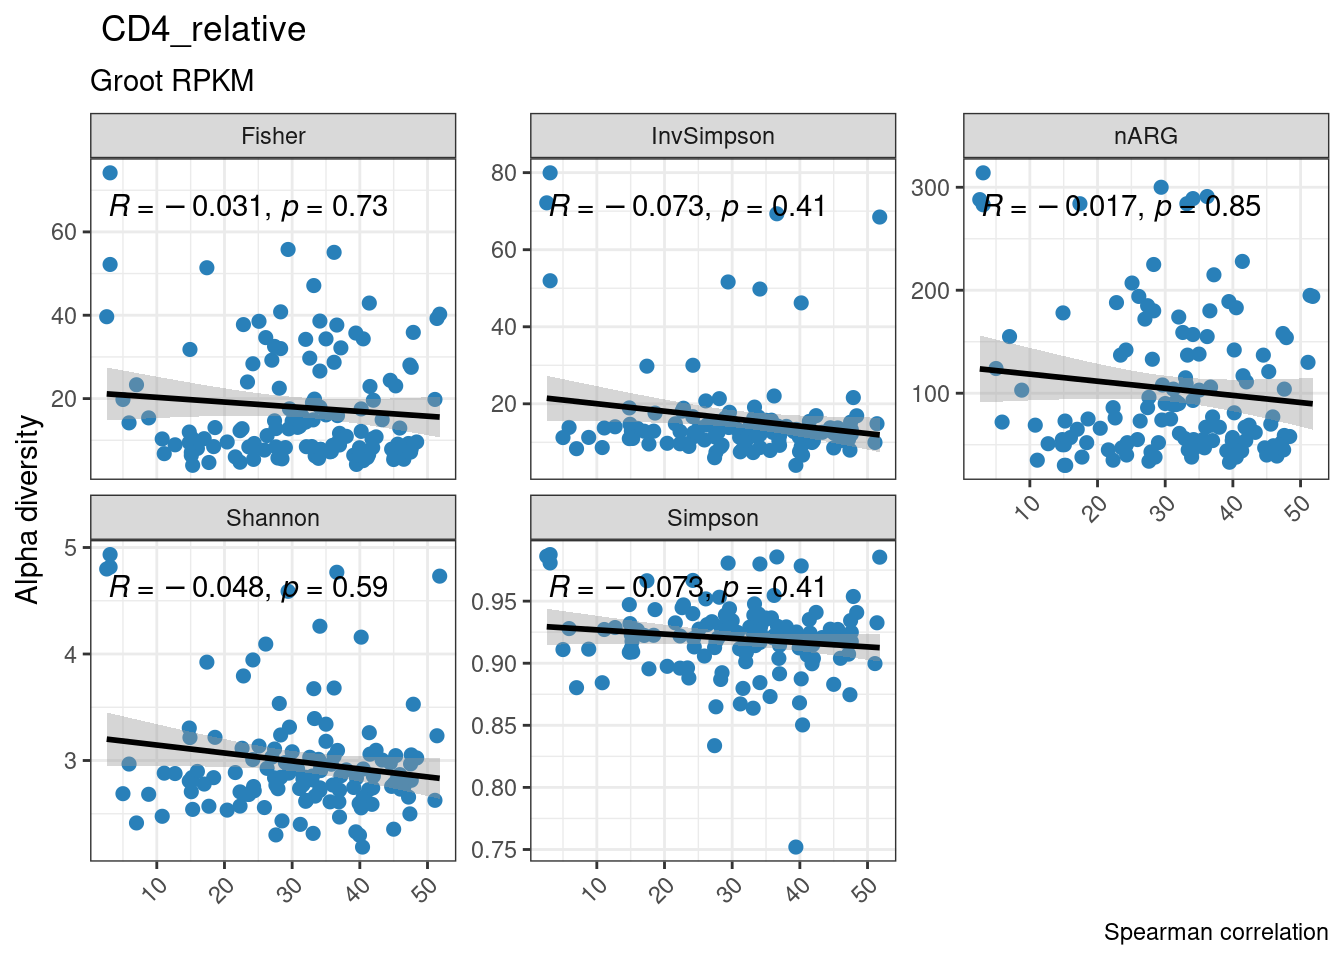 CD4_relative
Groot RPKM
Fisher
InvSimpson
nARG
R = −0.031, p = 0.73
R = −0.073, p = 0.41
R = −0.017, p = 0.85
60
40
20
80
60
40
20
300
200
100
10 20 30 40 50
Shannon
Simpson
R = −0.048, p = 0.59
R = −0.073, p = 0.41
5
4
3
0.95
0.90
0.85
0.80
0.75
10 20 30 40 50
10 20 30 40 50
Alpha diversity
Spearman correlation